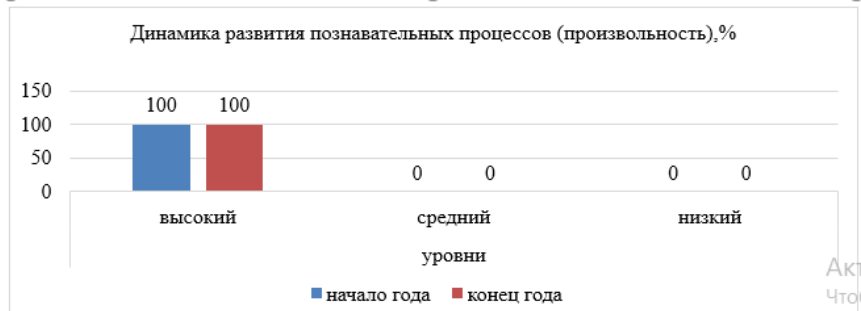 Динамика развития познавательных процессов (произвольность),%
150
100
50
0
100 100
0 0
0 0
высокий средний низкий
уровни
начало года конец года